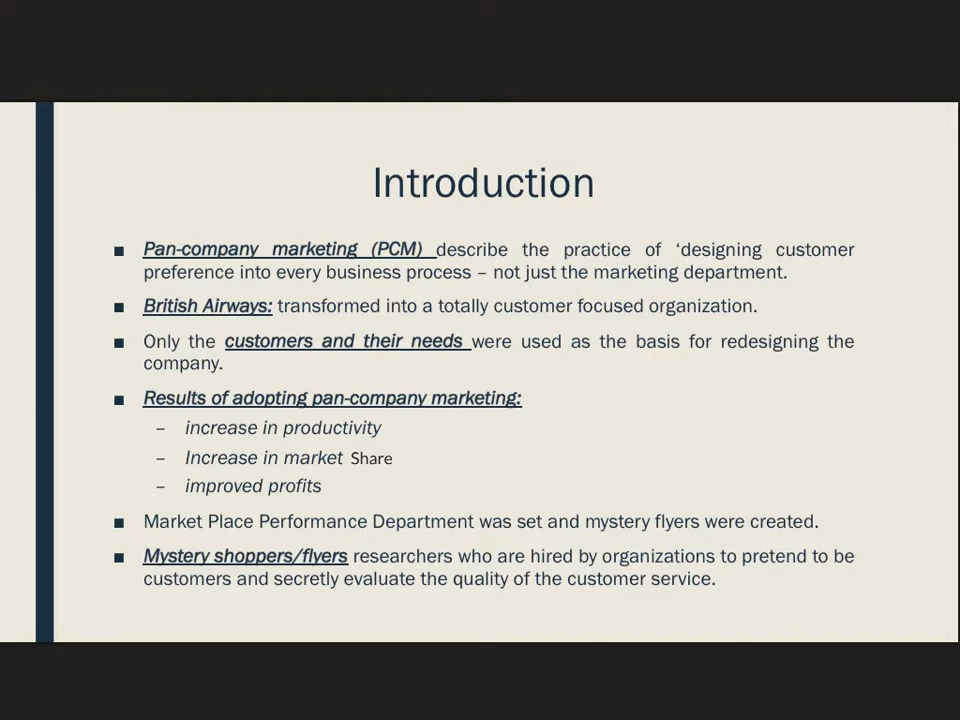 Introduction
■ Pan-company marketing (PCM) describe the practice of ‘designing customer
preference into every business process – not just the marketing department.
■ British Airways: transformed into a totally customer focused organization.
■ Only the customers and their needs were used as the basis for redesigning the
company.
■ Results of adopting pan-company marketing:
– increase in productivity
– Increase in market Share
– improved profits
■ Market Place Performance Department was set and mystery flyers were created.
■ Mystery shoppers/flyers researchers who are hired by organizations to pretend to be
customers and secretly evaluate the quality of the customer service.